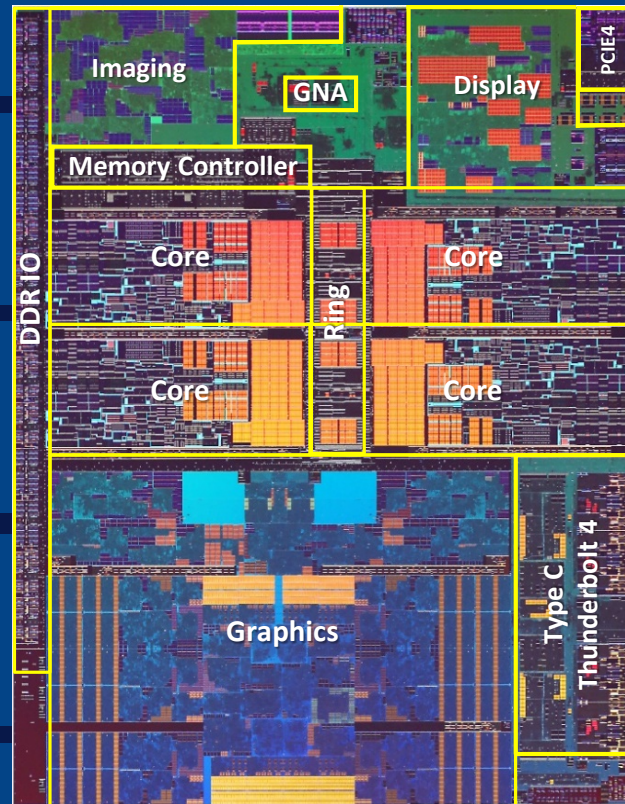 Imaging
GNA
Display
PCIE4
Memory Controller
DDR IO
Core
Ring
Core
Core
Core
Graphics
Type C
Thunderbolt 4